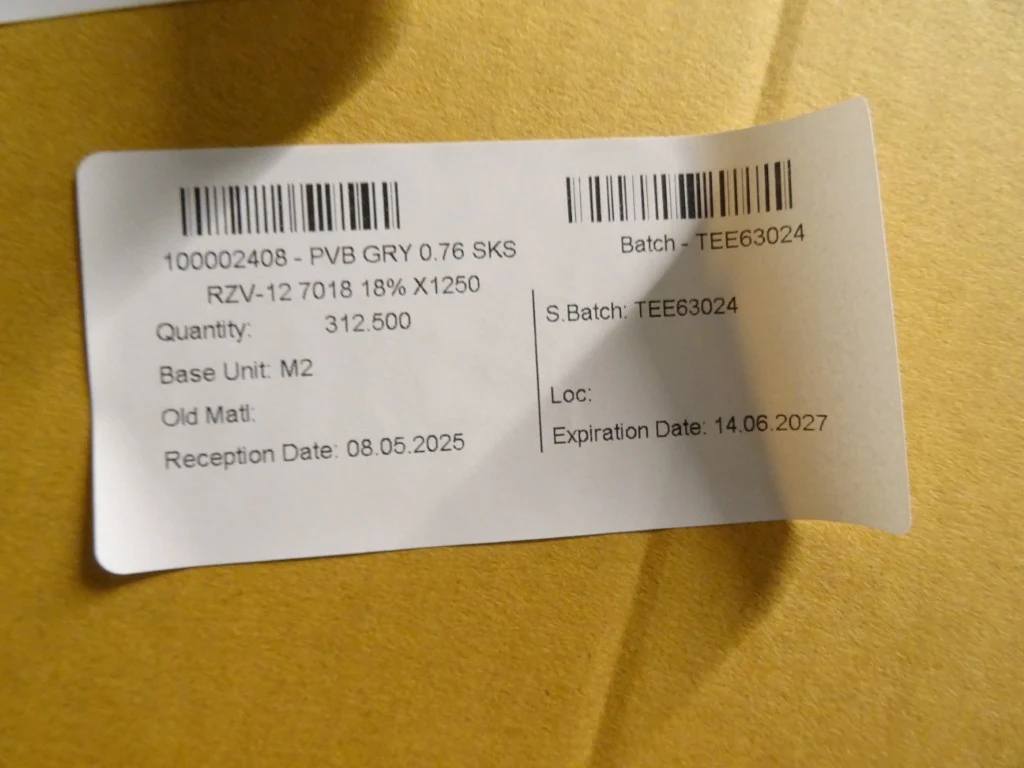 100002408 - PVB GRY 0.76 SKS
RZV-12 7018 18% X1250
Quantity: 312.500
Base Unit: M2
Old Matl:
Reception Date: 08.05.2025
Batch - TEE63024
S.Batch: TEE63024
Loc:
Expiration Date: 14.06.2027